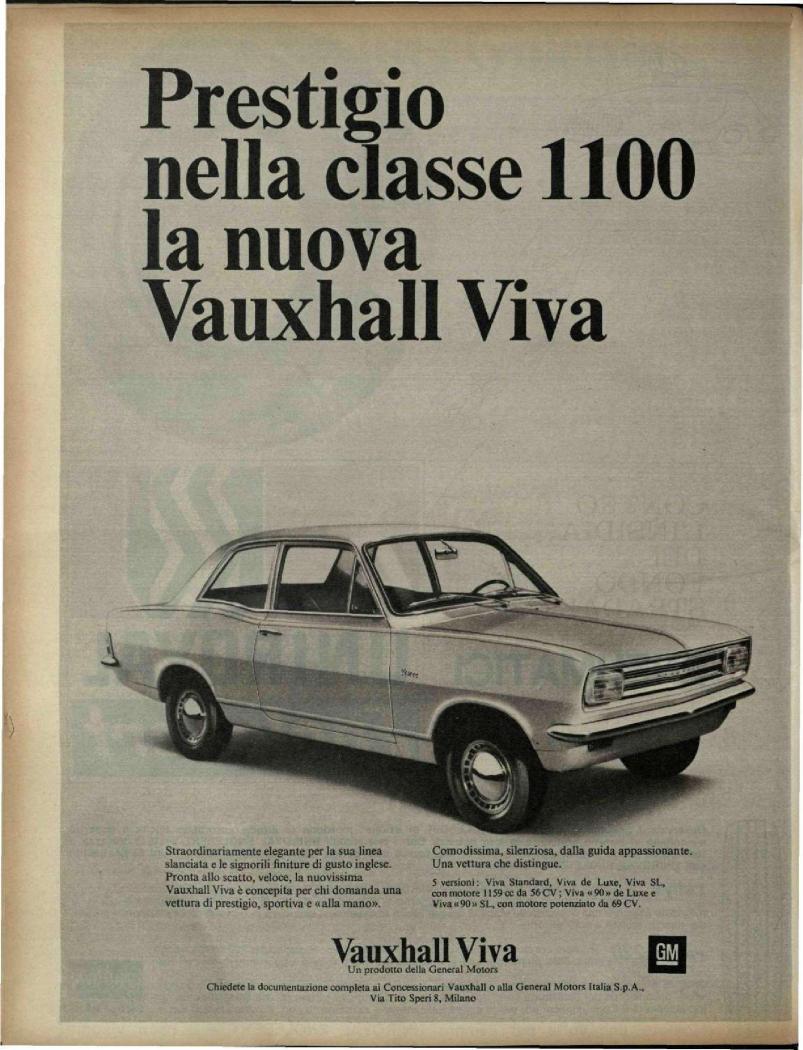 Prestigio
nella classe 1100
la nuova
Vauxhall Viva
Straordinariamente elegante per la sua linea
slanciata e le signorili finiture di gusto inglese.
Pronta allo scatto, veloce, la nuovissima
Vauxhall Viva è concepita per chi domanda una
vettura di prestigio, sportiva e «alla mano».
Comodissima, silenziosa, dalla guida appassionante.
Una vettura che distingue.
5 versioni: Viva Standard, Viva de Luxe, Viva SL,
con motore 1159 cc da 56 CV; Viva «90» de Luxe e
Viva «90» SL, con motore potenziato da 69 CV.
Vauxhall Viva
Un prodotto della General Motors
GM
Chiedete la documentazione completa ai Concessionari Vauxhall o alla General Motors Italia S.p.A.,
Via Tito Speri 8, Milano